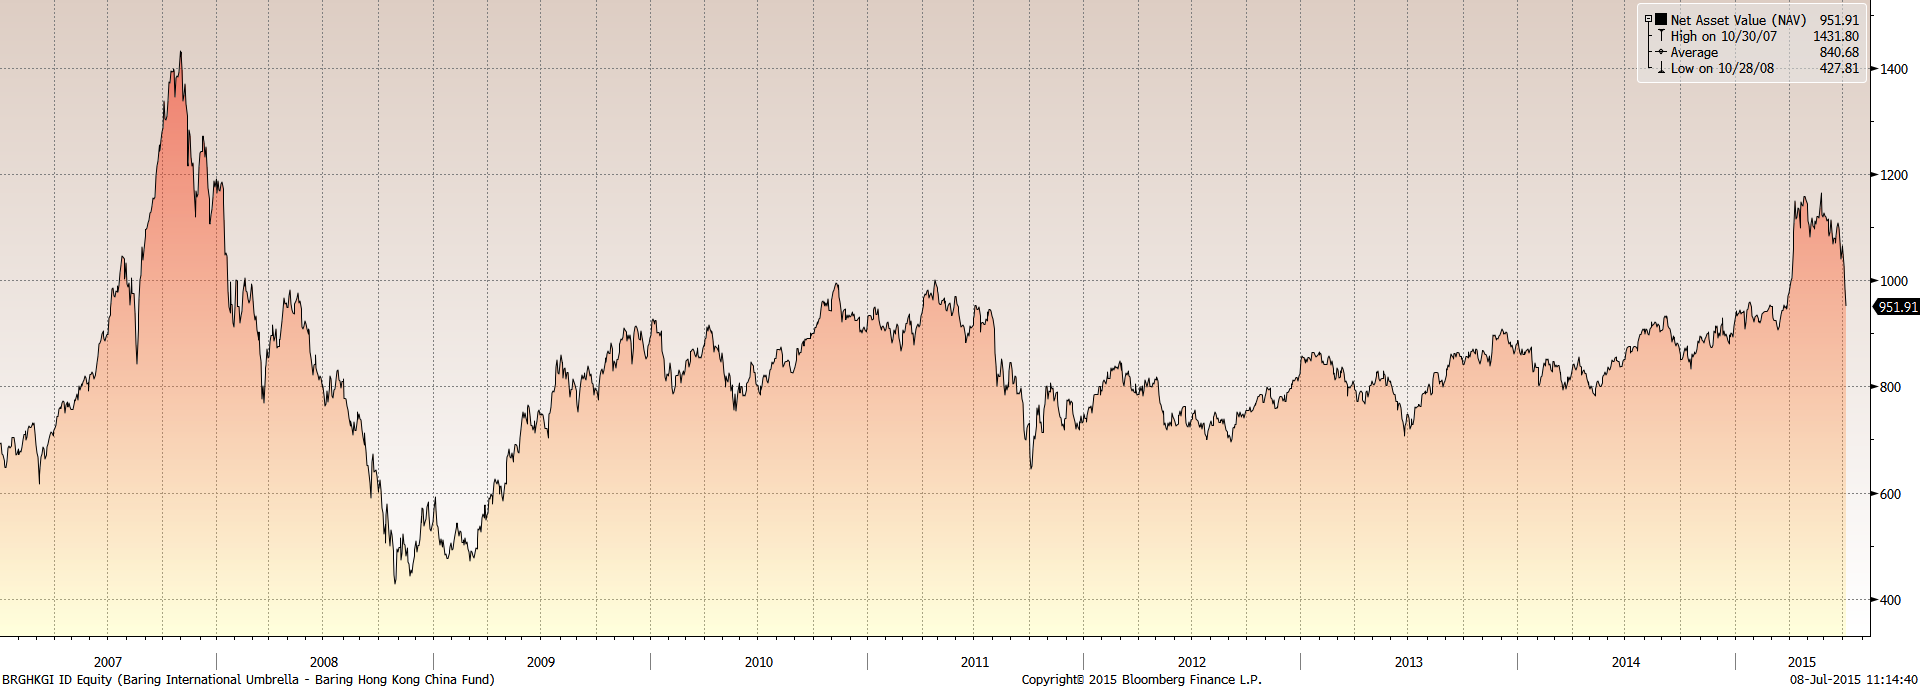 Net Asset Value (NAV) 951.91
High on 10/30/07 1431.80
Average 840.68
Low on 10/28/08 427.81
1400
1200
1000
951.91
800
600
400
2007 2008 2009 2010 2011 2012 2013 2014 2015
BRGHKGI ID Equity (Baring International Umbrella - Baring Hong Kong China Fund) Copyright© 2015 Bloomberg Finance L.P. 08-Jul-2015 11:14:40